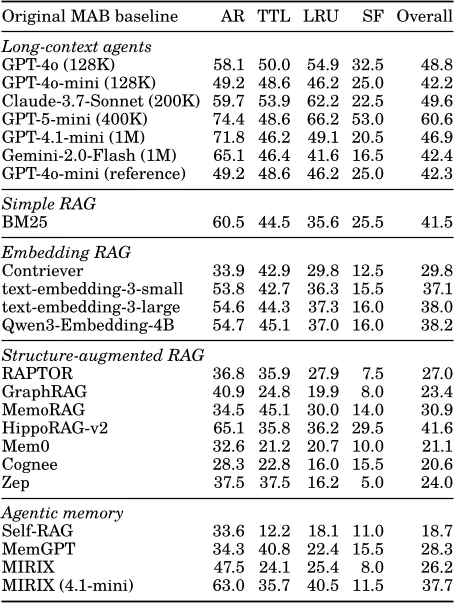 Original MAB baseline AR TTL LRU SF Overall
Long-context agents
GPT-4o (128K) 58.1 50.0 54.9 32.5 48.8
GPT-4o-mini (128K) 49.2 48.6 46.2 25.0 42.2
Claude-3.7-Sonnet (200K) 59.7 53.9 62.2 22.5 49.6
GPT-5-mini (400K) 74.4 48.6 66.2 53.0 60.6
GPT-4.1-mini (1M) 71.8 46.2 49.1 20.5 46.9
Gemini-2.0-Flash (1M) 65.1 46.4 41.6 16.5 42.4
GPT-4o-mini (reference) 49.2 48.6 46.2 25.0 42.3
Simple RAG
BM25 60.5 44.5 35.6 25.5 41.5
Embedding RAG
Contriever 33.9 42.9 29.8 12.5 29.8
text-embedding-3-small 53.8 42.7 36.3 15.5 37.1
text-embedding-3-large 54.6 44.3 37.3 16.0 38.0
Qwen3-Embedding-4B 54.7 45.1 37.0 16.0 38.2
Structure-augmented RAG
RAPTOR 36.8 35.9 27.9 7.5 27.0
GraphRAG 40.9 24.8 19.9 8.0 23.4
MemoRAG 34.5 45.1 30.0 14.0 30.9
HippoRAG-v2 65.1 35.8 36.2 29.5 41.6
Mem0 32.6 21.2 20.7 10.0 21.1
Cognee 28.3 22.8 16.0 15.5 20.6
Zep 37.5 37.5 16.2 5.0 24.0
Agentic memory
Self-RAG 33.6 12.2 18.1 11.0 18.7
MemGPT 34.3 40.8 22.4 15.5 28.3
MIRIX 47.5 24.1 25.4 8.0 26.2
MIRIX (4.1-mini) 63.0 35.7 40.5 11.5 37.7